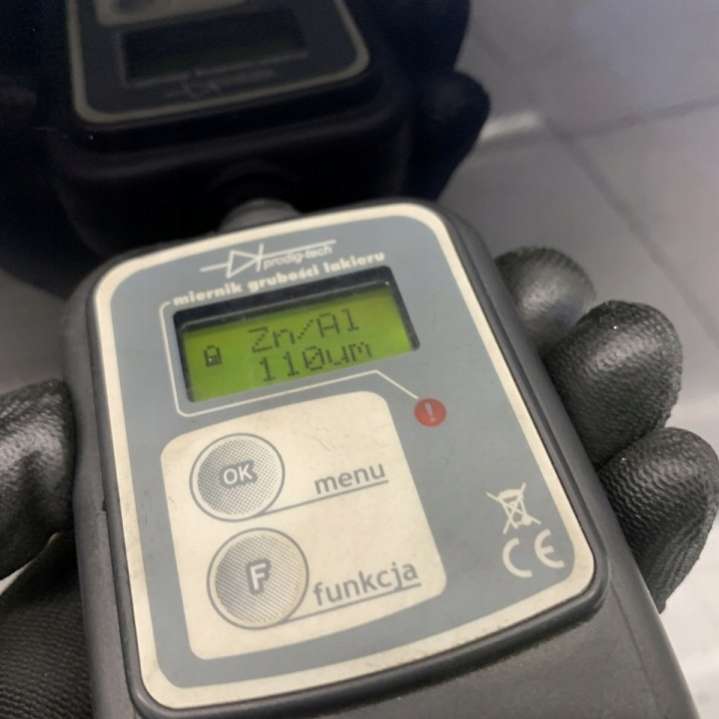 prodig-tech
miernik grubości lakieru
Zn/Al
110um
!
OK
menu
F
funkcja
CE